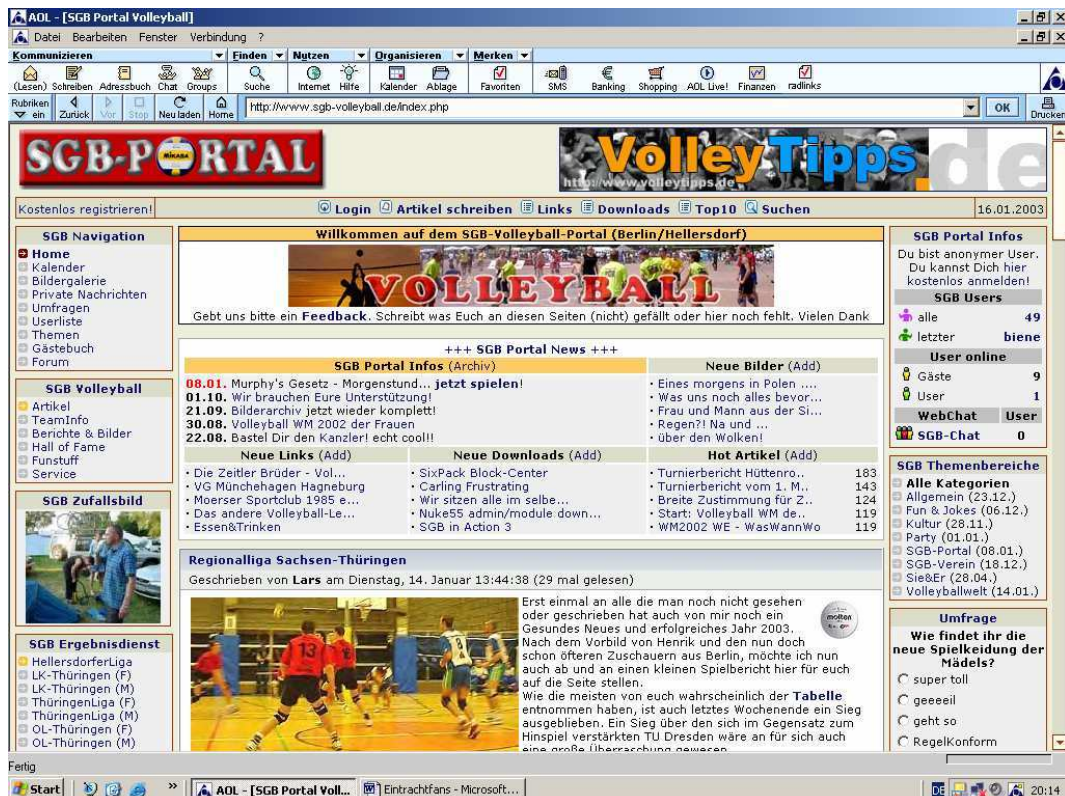 AOL - [SGB Portal Volleyball]
Datei Bearbeiten Fenster Verbindung ?
Kommunizieren Finden Nutzen Organisieren Merken
(Lesen) Schreiben Adressbuch Chat Groups Suche Internet Hilfe Kalender Ablage Favoriten SMS Banking Shopping AOL Live! Finanzen radlinks
Rubriken ein Zurück Vor Stop Neu laden Home http://www.sgb-volleyball.de/index.php OK Drucken
SGB-PORTAL
MIKASA
VolleyTipps.de
http://www.volleytipps.de
Kostenlos registrieren! Login Artikel schreiben Links Downloads Top10 Suchen 16.01.2003
SGB Navigation
Home
Kalender
Bildergalerie
Private Nachrichten
Umfragen
Userliste
Themen
Gästebuch
Forum
SGB Volleyball
Artikel
TeamInfo
Berichte & Bilder
Hall of Fame
Funstuff
Service
SGB Zufallsbild
SGB Ergebnisdienst
HellersdorferLiga
LK-Thüringen (F)
LK-Thüringen (M)
ThüringenLiga (F)
ThüringenLiga (M)
OL-Thüringen (F)
OL-Thüringen (M)
Willkommen auf dem SGB-Volleyball-Portal (Berlin/Hellersdorf)
VOLLEYBALL
Gebt uns bitte ein Feedback. Schreibt was Euch an diesen Seiten (nicht) gefällt oder hier noch fehlt. Vielen Dank
+++ SGB Portal News +++
SGB Portal Infos (Archiv)
08.01. Murphy's Gesetz - Morgenstund... jetzt spielen!
01.10. Wir brauchen Eure Unterstützung!
21.09. Bilderarchiv jetzt wieder komplett!
30.08. Volleyball WM 2002 der Frauen
22.08. Bastel Dir den Kanzler! echt cool!!
Neue Bilder (Add)
· Eines morgens in Polen ....
· Was uns noch alles bevor...
· Frau und Mann aus der Si...
· Regen?! Na und ...
· über den Wolken!
Neue Links (Add)
· Die Zeitler Brüder - Vol...
· VG Münchehagen Hagneburg
· Moerser Sportclub 1985 e...
· Das andere Volleyball-Le...
· Essen&Trinken
Neue Downloads (Add)
· SixPack Block-Center
· Carling Frustrating
· Wir sitzen alle im selbe...
· Nuke55 admin/module down...
· SGB in Action 3
Hot Artikel (Add)
· Turnierbericht Hüttenro.. 183
· Turnierbericht vom 1. M.. 143
· Breite Zustimmung für Z.. 124
· Start: Volleyball WM de.. 119
· WM2002 WE - WasWannWo 119
Regionalliga Sachsen-Thüringen
Geschrieben von Lars am Dienstag, 14. Januar 13:44:38 (29 mal gelesen)
13
molten
Erst einmal an alle die man noch nicht gesehen
oder geschrieben hat auch von mir noch ein
Gesundes Neues und erfolgreiches Jahr 2003.
Nach dem Vorbild von Henrik und den nun doch
schon öfteren Zuschauern aus Berlin, möchte ich nun
auch ab und an einen kleinen Spielbericht hier für euch
auf die Seite stellen.
Wie die meisten von euch wahrscheinlich der Tabelle
entnommen haben, ist auch letztes Wochenende ein Sieg
ausgeblieben. Ein Sieg über den sich im Gegensatz zum
Hinspiel verstärkten TU Dresden wäre an für sich auch
eine große Überraschung gewesen.
SGB Portal Infos
Du bist anonymer User.
Du kannst Dich hier
kostenlos anmelden!
SGB Users
alle 49
letzter biene
User online
Gäste 9
User 1
WebChat User
SGB-Chat 0
SGB Themenbereiche
Alle Kategorien
Allgemein (23.12.)
Fun & Jokes (06.12.)
Kultur (28.11.)
Party (01.01.)
SGB-Portal (08.01.)
SGB-Verein (18.12.)
Sie&Er (28.04.)
Volleyballwelt (14.01.)
Umfrage
Wie findet ihr die
neue Spielkeidung der
Mädels?
super toll
geeeeil
geht so
RegelKonform
Fertig
Start » AOL - [SGB Portal Voll... Eintrachtfans - Microsoft... DE 20:14